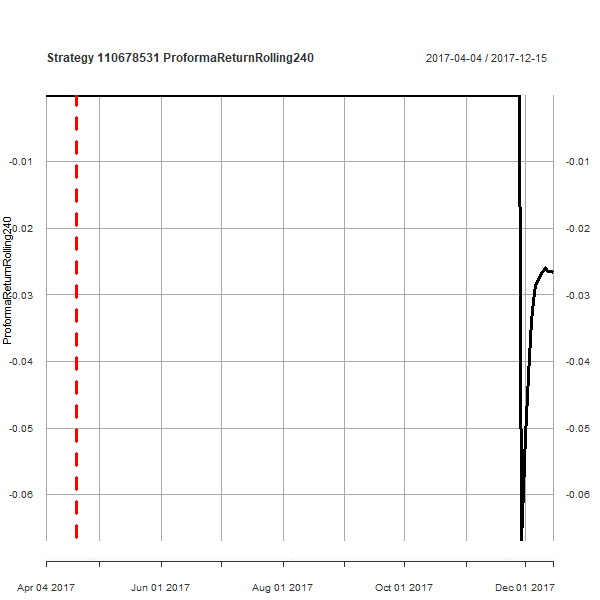 Strategy 110678531 ProformaReturnRolling240
2017-04-04 / 2017-12-15
-0.01 -0.01
-0.02 -0.02
-0.03 -0.03
-0.04 -0.04
-0.05 -0.05
-0.06 -0.06
ProformaReturnRolling240
Apr 04 2017 Jun 01 2017 Aug 01 2017 Oct 01 2017 Dec 01 2017